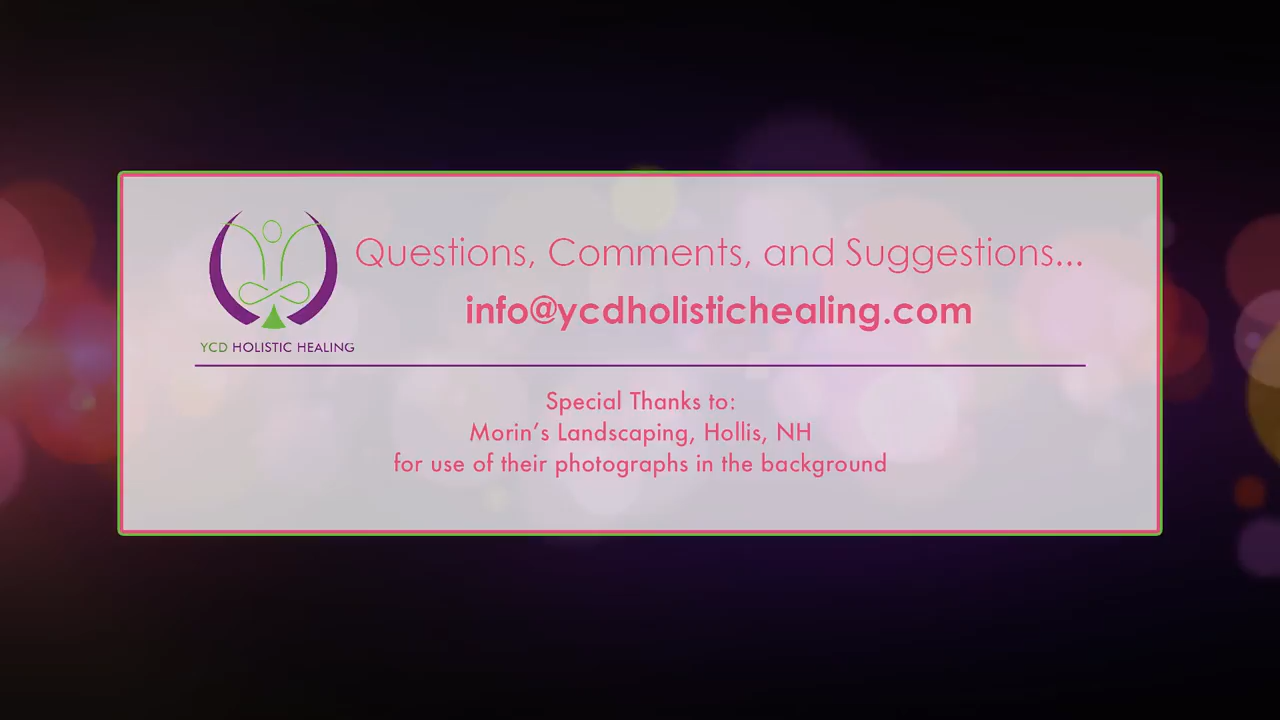 Questions, Comments, and Suggestions...
info@ycdholistichealing.com
YCD HOLISTIC HEALING
Special Thanks to:
Morin’s Landscaping, Hollis, NH
for use of their photographs in the background